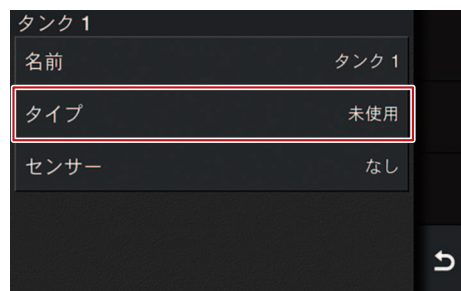 タンク 1
名前 タンク 1
タイプ 未使用
センサー なし